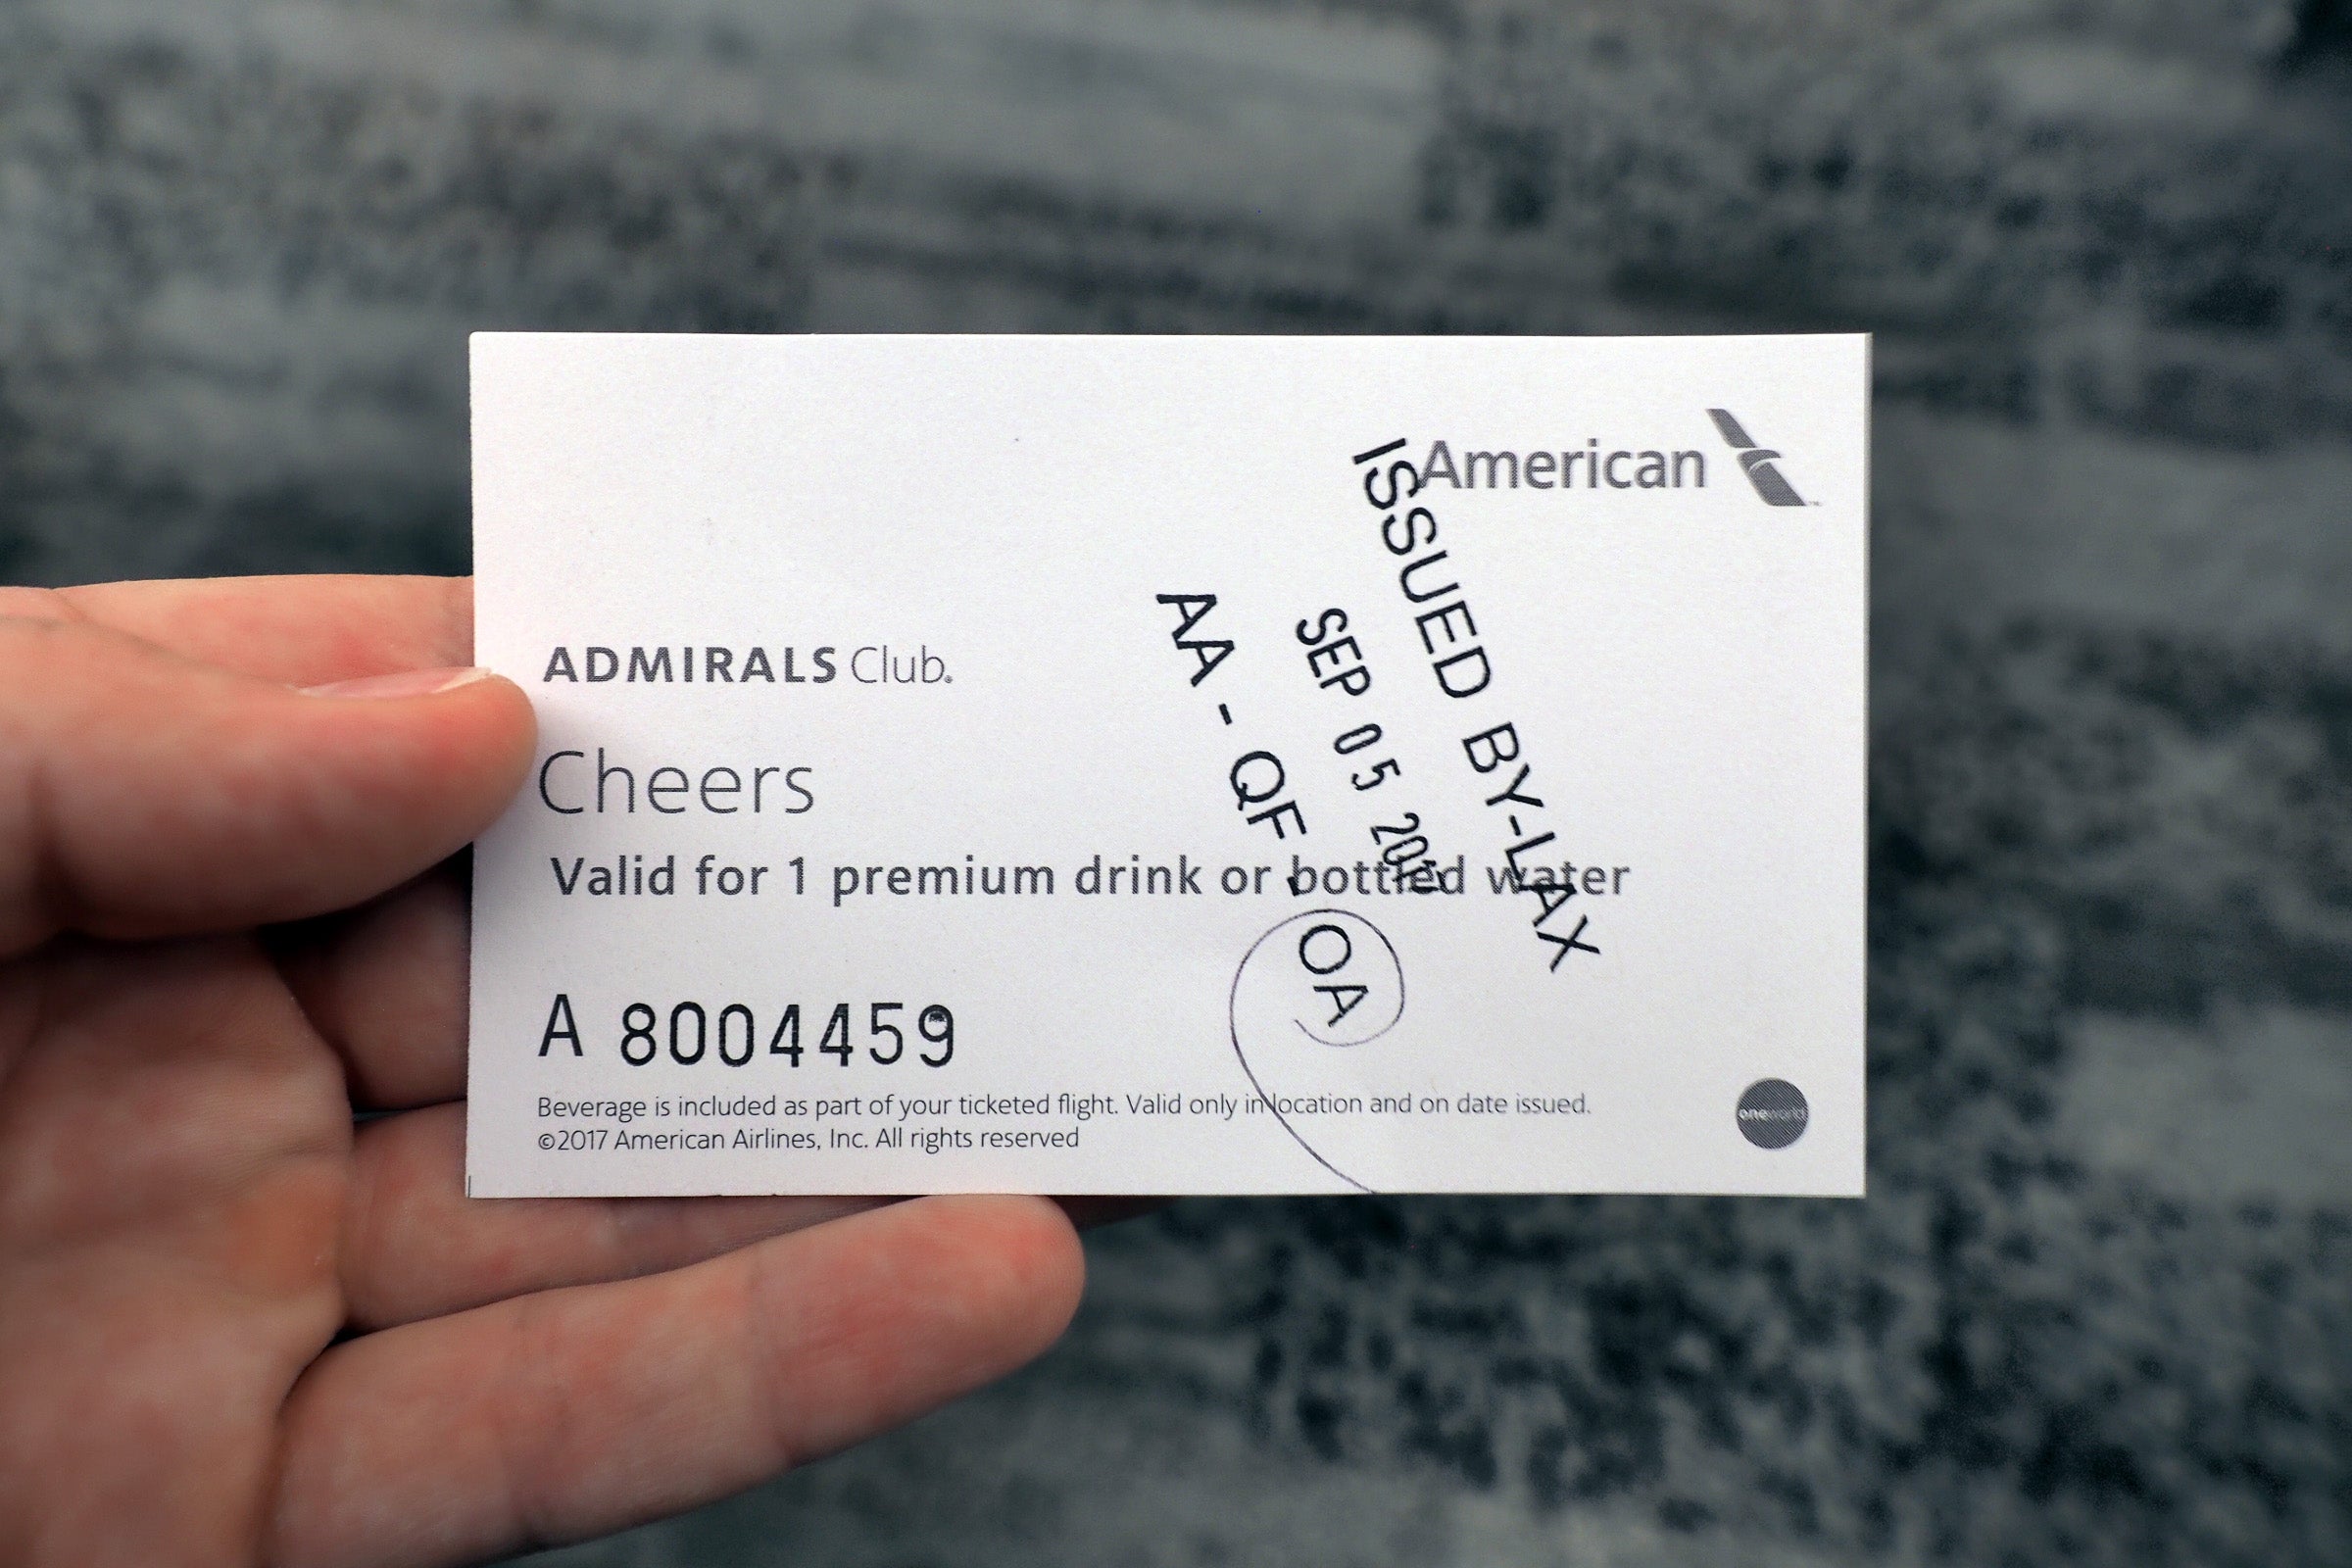 American
ADMIRALS Club.
Cheers
Valid for 1 premium drink or bottled water
A 8004459
Beverage is included as part of your ticketed flight. Valid only in location and on date issued.
©2017 American Airlines, Inc. All rights reserved
oneworld
ISSUED BY-LAX
SEP 05 2017
AA - QF - OA